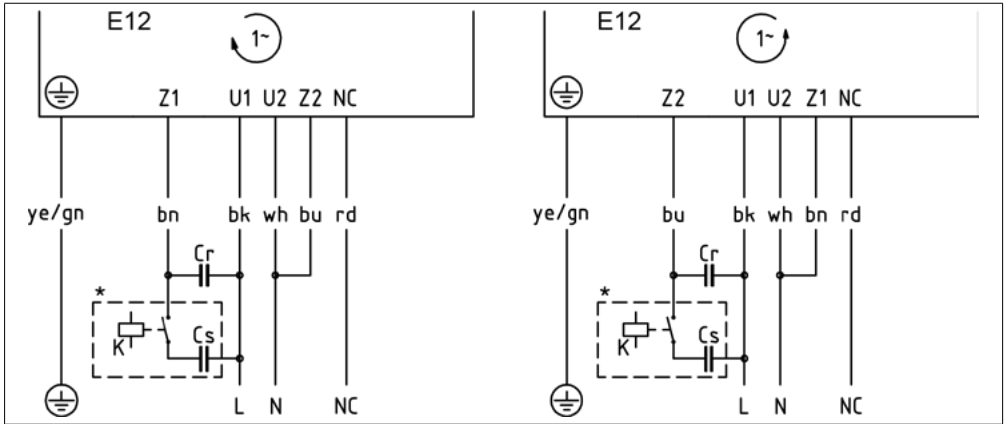 E12
1~
Z1 U1 U2 Z2 NC
ye/gn bn bk wh bu rd
Cr
*
K Cs
L N NC
E12
1~
Z2 U1 U2 Z1 NC
ye/gn bu bk wh bn rd
Cr
*
K Cs
L N NC